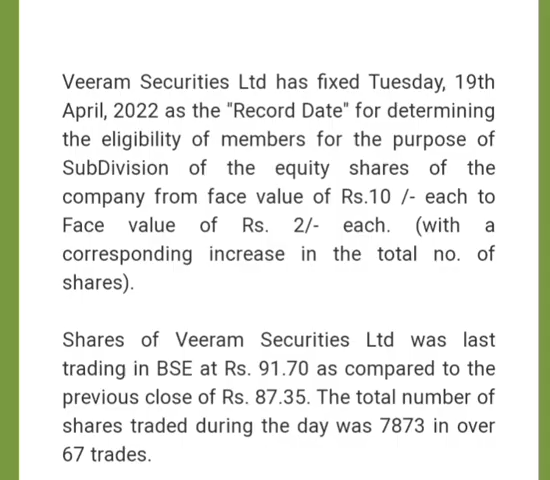 Veeram Securities Ltd has fixed Tuesday, 19th
April, 2022 as the "Record Date" for determining
the eligibility of members for the purpose of
SubDivision of the equity shares of the
company from face value of Rs.10 /- each to
Face value of Rs. 2/- each. (with a
corresponding increase in the total no. of
shares).
Shares of Veeram Securities Ltd was last
trading in BSE at Rs. 91.70 as compared to the
previous close of Rs. 87.35. The total number of
shares traded during the day was 7873 in over
67 trades.